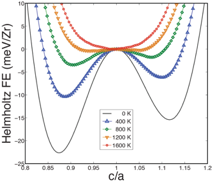 Helmholtz FE (meV/Zr)
10
5
0
-5
-10
-15
-20
-25
0 K
400 K
800 K
1200 K
1600 K
0.8 0.85 0.9 0.95 1 1.05 1.1 1.15 1.2
c/a